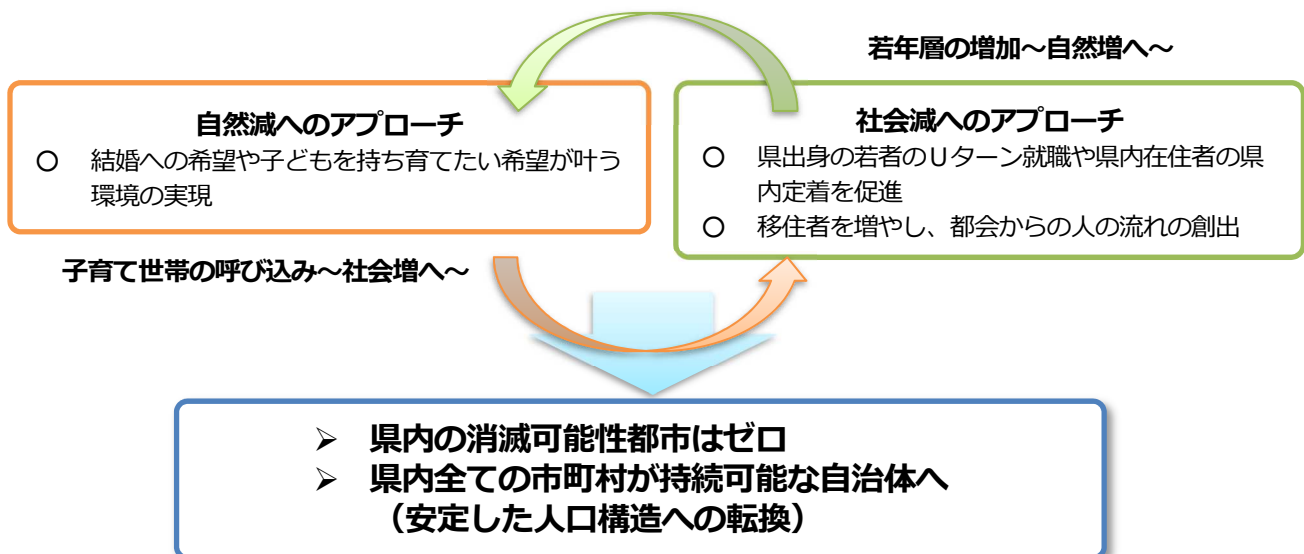 若年層の増加～自然増へ～
自然減へのアプローチ
○ 結婚への希望や子どもを持ち育てたい希望が叶う
環境の実現
社会減へのアプローチ
○ 県出身の若者のＵターン就職や県内在住者の県
内定着を促進
○ 移住者を増やし、都会からの人の流れの創出
子育て世帯の呼び込み～社会増へ～
➢ 県内の消滅可能性都市はゼロ
➢ 県内全ての市町村が持続可能な自治体へ
（安定した人口構造への転換）